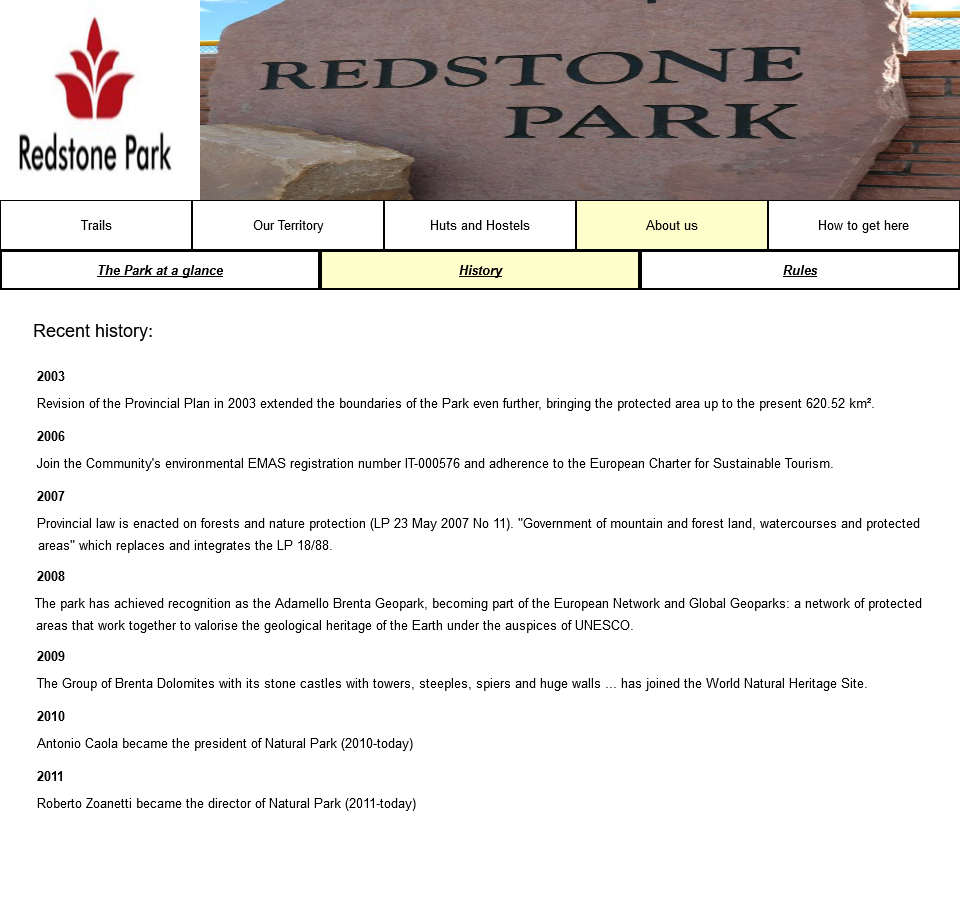 Redstone Park
REDSTONE
PARK
Trails
Our Territory
Huts and Hostels
About us
How to get here
The Park at a glance
History
Rules
Recent history:
2003
Revision of the Provincial Plan in 2003 extended the boundaries of the Park even further, bringing the protected area up to the present 620.52 km².
2006
Join the Community's environmental EMAS registration number IT-000576 and adherence to the European Charter for Sustainable Tourism.
2007
Provincial law is enacted on forests and nature protection (LP 23 May 2007 No 11). "Government of mountain and forest land, watercourses and protected
areas" which replaces and integrates the LP 18/88.
2008
The park has achieved recognition as the Adamello Brenta Geopark, becoming part of the European Network and Global Geoparks: a network of protected
areas that work together to valorise the geological heritage of the Earth under the auspices of UNESCO.
2009
The Group of Brenta Dolomites with its stone castles with towers, steeples, spiers and huge walls ... has joined the World Natural Heritage Site.
2010
Antonio Caola became the president of Natural Park (2010-today)
2011
Roberto Zoanetti became the director of Natural Park (2011-today)